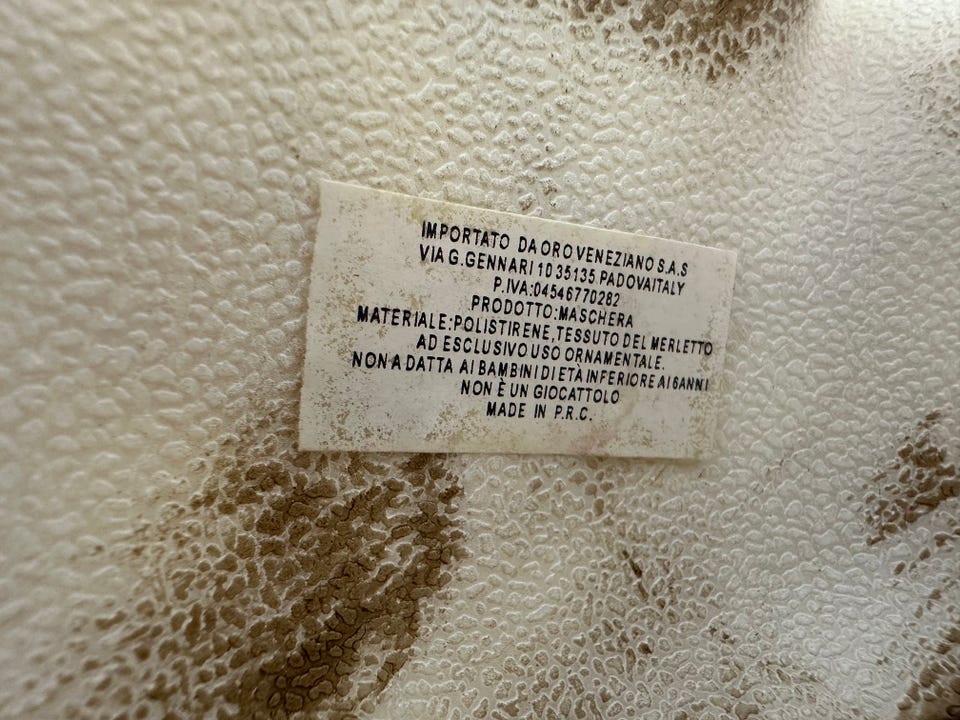 IMPORTATO DA ORO VENEZIANO S.A.S
VIA G.GENNARI 1D 35135 PADOVAITALY
P.IVA:04546770282
PRODOTTO:MASCHERA
MATERIALE:POLISTIRENE,TESSUTO DEL MERLETTO
AD ESCLUSIVO USO ORNAMENTALE.
NON A DATTA AI BAMBINI DI ETÀ INFERIORE AI 6ANNI
NON È UN GIOCATTOLO
MADE IN P.R.C.